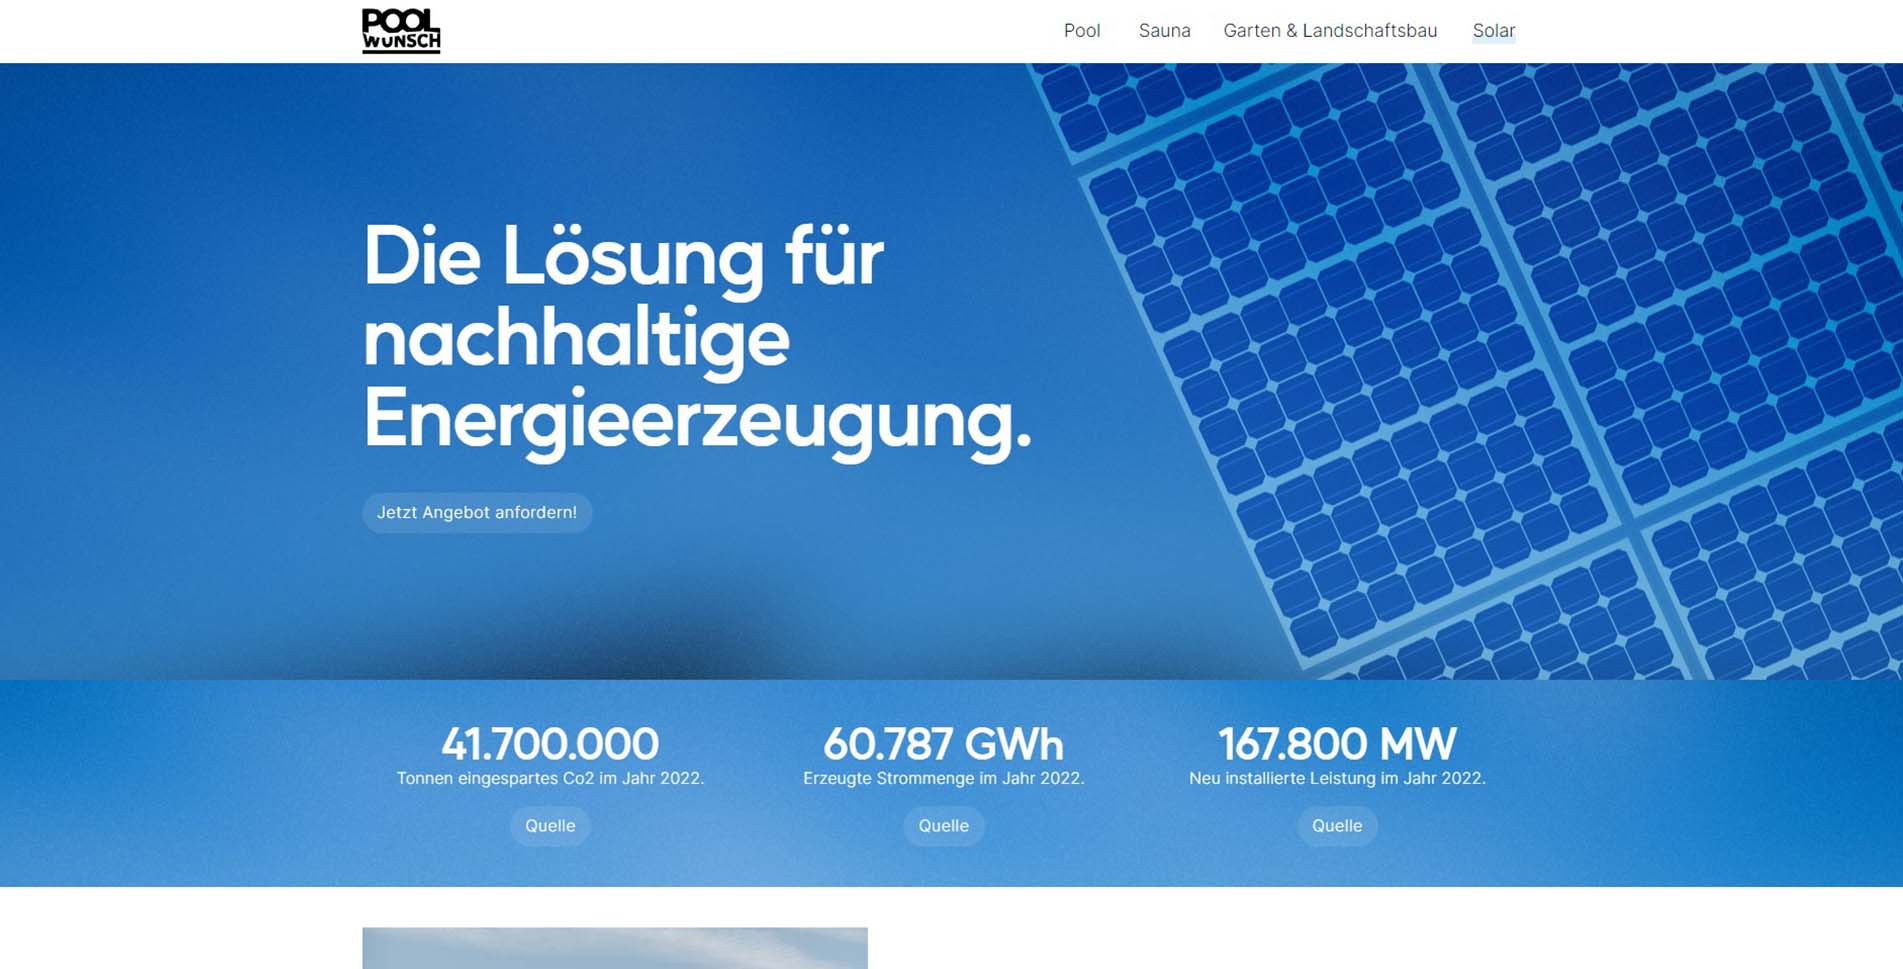 POOL
WUNSCH
Pool
Sauna
Garten & Landschaftsbau
Solar
Die Lösung für
nachhaltige
Energieerzeugung.
Jetzt Angebot anfordern!
41.700.000
Tonnen eingespartes Co2 im Jahr 2022.
Quelle
60.787 GWh
Erzeugte Strommenge im Jahr 2022.
Quelle
167.800 MW
Neu installierte Leistung im Jahr 2022.
Quelle